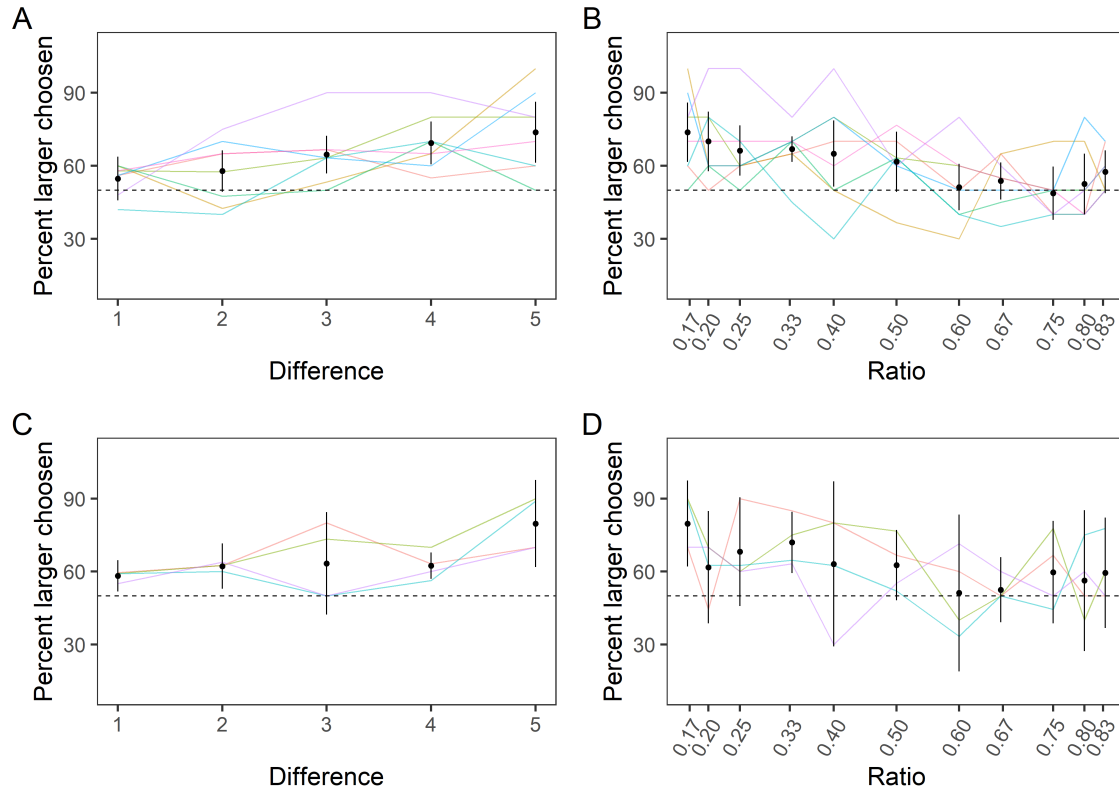 A
Percent larger choosen
90
60
30
1 2 3 4 5
Difference
B
Percent larger choosen
90
60
30
0.17 0.20 0.25 0.33 0.40 0.50 0.60 0.67 0.75 0.80 0.83
Ratio
C
Percent larger choosen
90
60
30
1 2 3 4 5
Difference
D
Percent larger choosen
90
60
30
0.17 0.20 0.25 0.33 0.40 0.50 0.60 0.67 0.75 0.80 0.83
Ratio